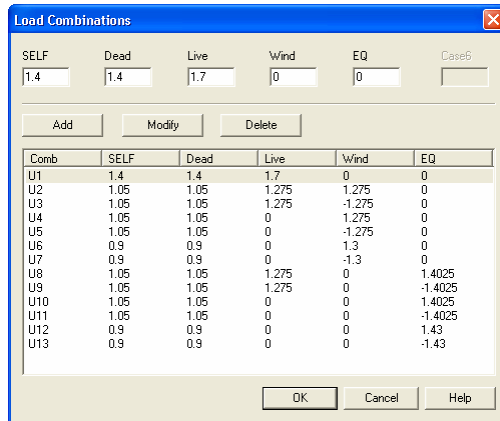 Load Combinations
SELF Dead Live Wind EQ Case6
1.4 1.4 1.7 0 0
Add Modify Delete
Comb SELF Dead Live Wind EQ
U1 1.4 1.4 1.7 0 0
U2 1.05 1.05 1.275 1.275 0
U3 1.05 1.05 1.275 -1.275 0
U4 1.05 1.05 0 1.275 0
U5 1.05 1.05 0 -1.275 0
U6 0.9 0.9 0 1.3 0
U7 0.9 0.9 0 -1.3 0
U8 1.05 1.05 1.275 0 1.4025
U9 1.05 1.05 1.275 0 -1.4025
U10 1.05 1.05 0 0 1.4025
U11 1.05 1.05 0 0 -1.4025
U12 0.9 0.9 0 0 1.43
U13 0.9 0.9 0 0 -1.43
OK Cancel Help